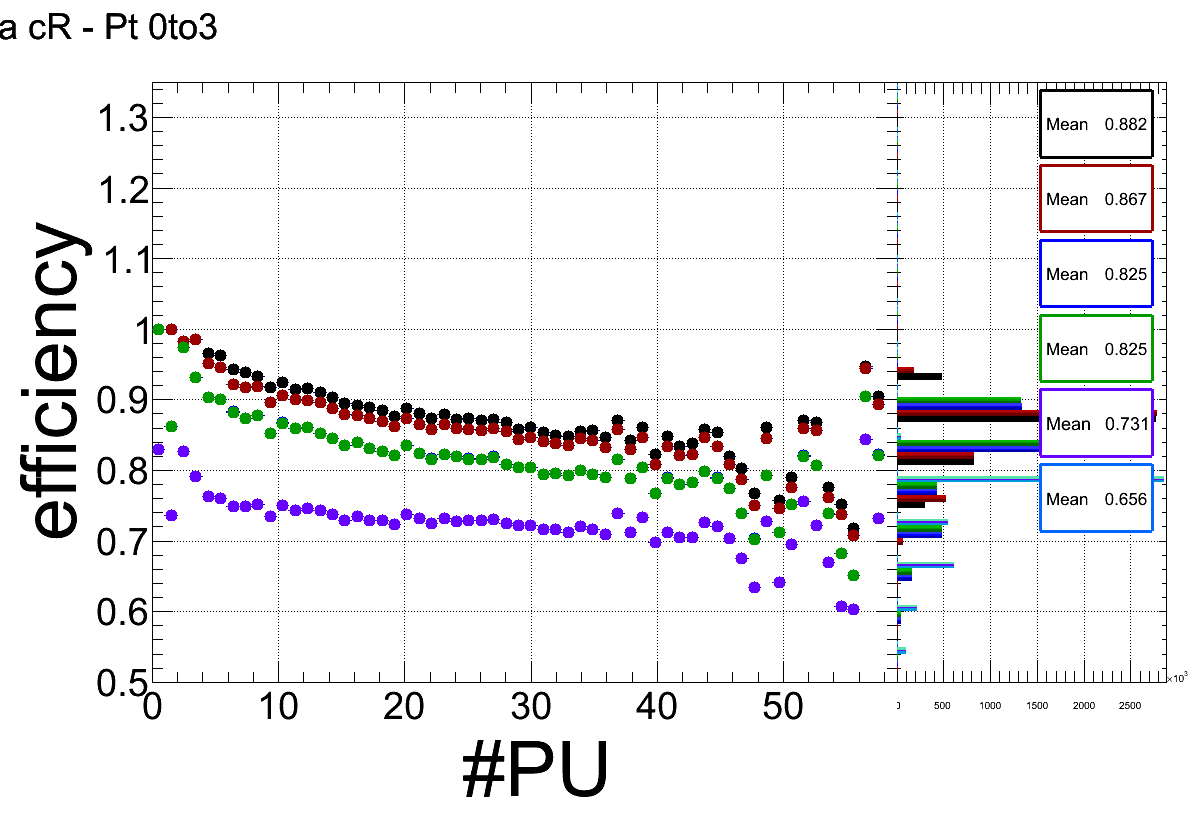 a cR - Pt 0to3
efficiency
1.3
1.2
1.1
1
0.9
0.8
0.7
0.6
0.5
0 10 20 30 40 50
#PU
Mean 0.882
Mean 0.867
Mean 0.825
Mean 0.825
Mean 0.731
Mean 0.656
500 1000 1500 2000 2500
×10³